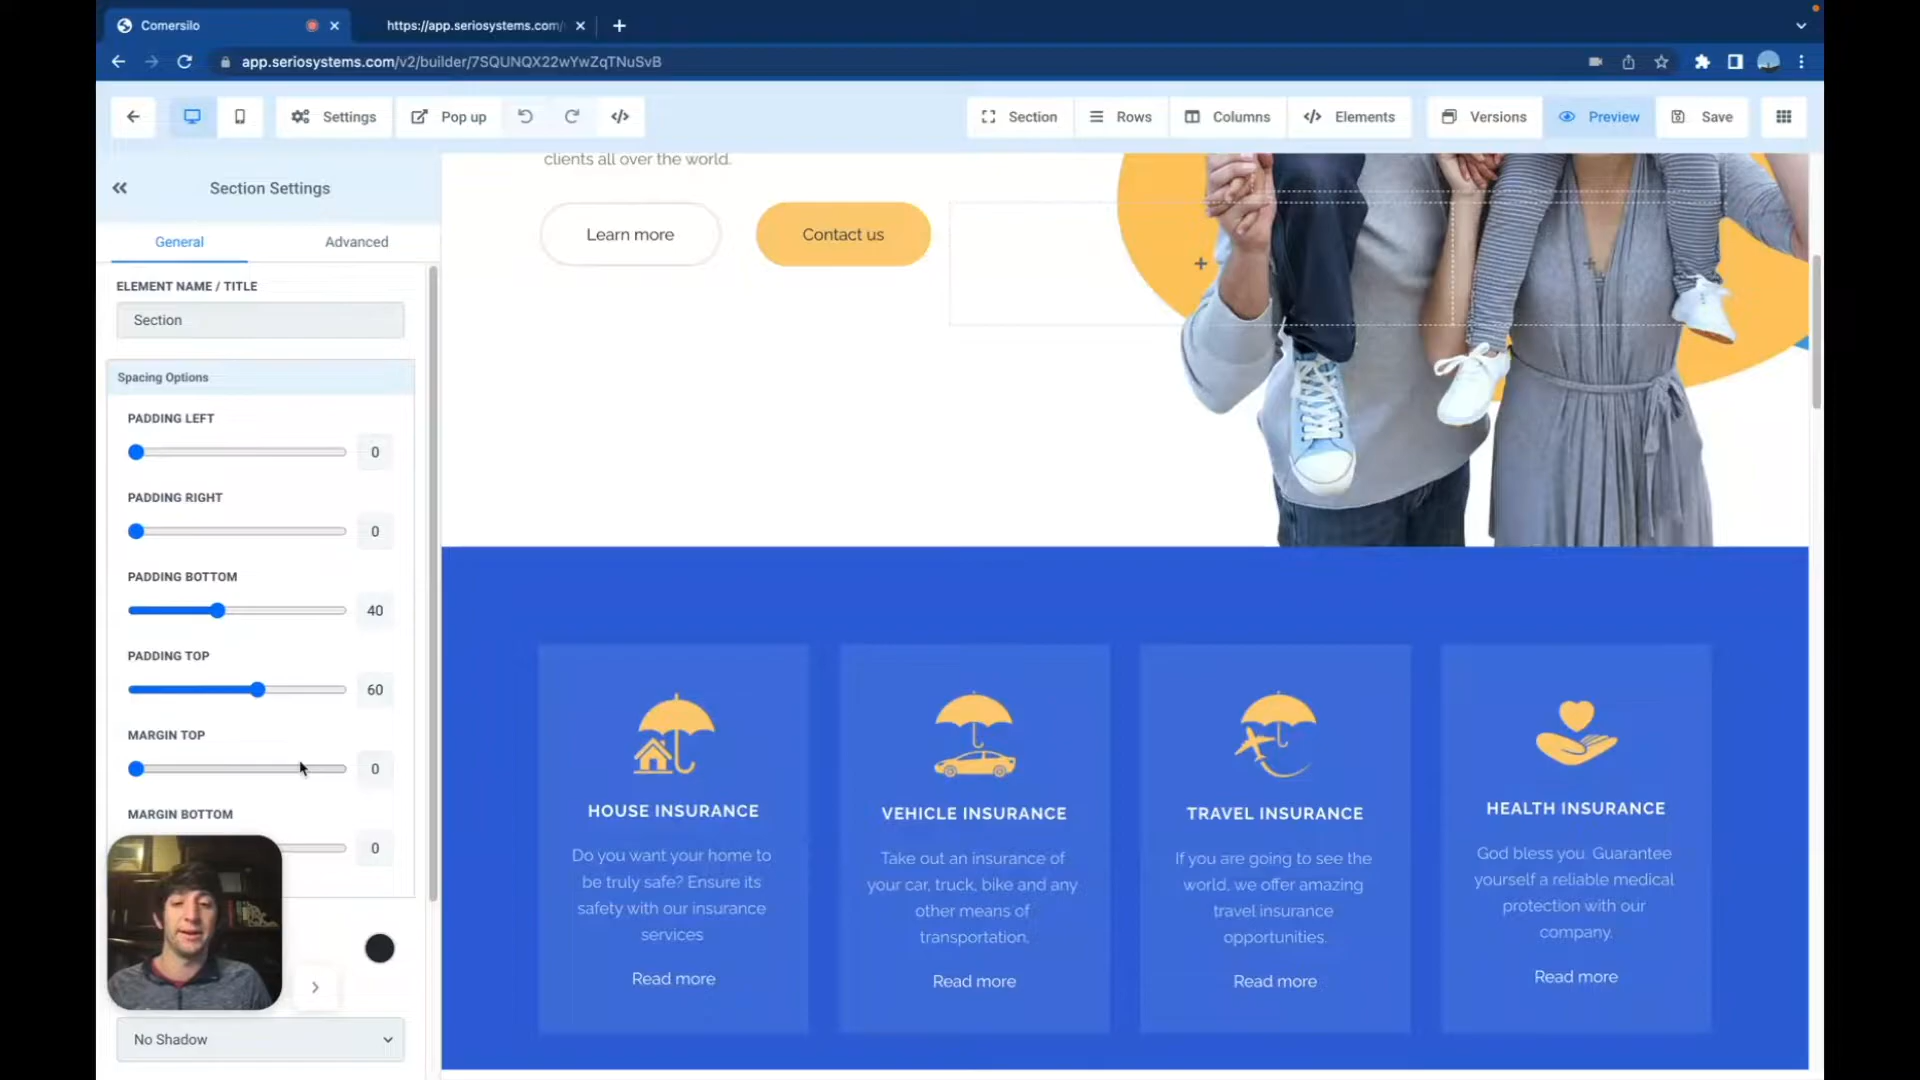 Comersilo
https://app.seriosystems.com/
app.seriosystems.com/v2/builder/7SQUNQX22wYwZqTNuSvB
Settings
Pop up
Section
Rows
Columns
Elements
Versions
Preview
Save
Section Settings
General
Advanced
ELEMENT NAME / TITLE
Section
Spacing Options
PADDING LEFT
0
PADDING RIGHT
0
PADDING BOTTOM
40
PADDING TOP
60
MARGIN TOP
0
MARGIN BOTTOM
0
No Shadow
clients all over the world.
Learn more
Contact us
HOUSE INSURANCE
Do you want your home to
be truly safe? Ensure its
safety with our insurance
services
Read more
VEHICLE INSURANCE
Take out an insurance of
your car, truck, bike and any
other means of
transportation.
Read more
TRAVEL INSURANCE
If you are going to see the
world, we offer amazing
travel insurance
opportunities.
Read more
HEALTH INSURANCE
God bless you. Guarantee
yourself a reliable medical
protection with our
company.
Read more